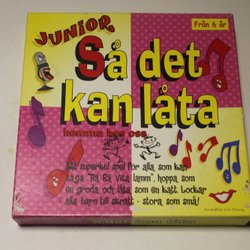 JUNIOR
Från 6 år
Så det
kan låta
hemma hos oss
Ett superkul spel för alla som kan
säga "Bä Bä Vita lamm", hoppa som
en groda och låta som en katt. Lockar
alla barn till skratt - stora, som små!